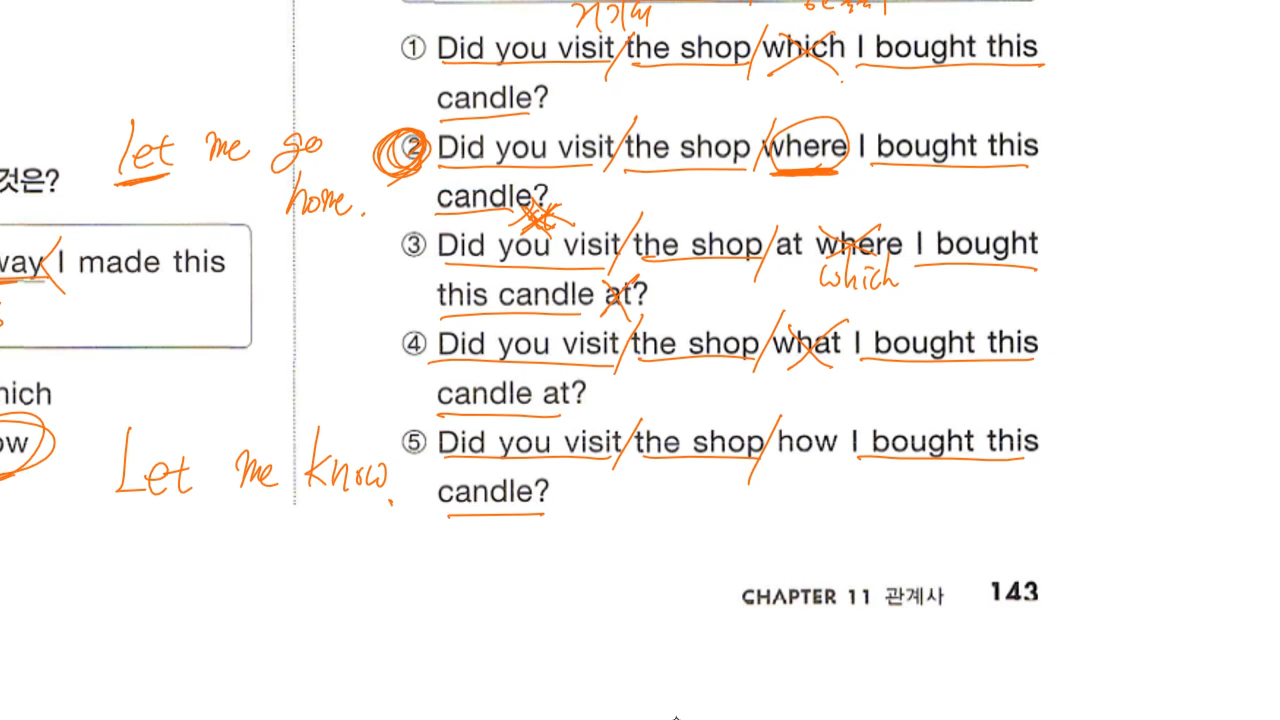 거기서
① Did you visit the shop which I bought this
candle?
② Did you visit the shop where I bought this
candle?
③ Did you visit the shop at where I bought
which
this candle at?
④ Did you visit the shop what I bought this
candle at?
⑤ Did you visit the shop how I bought this
candle?
let me go
home.
것은?
way I made this
hich
ow
Let me know.
CHAPTER 11 관계사 143